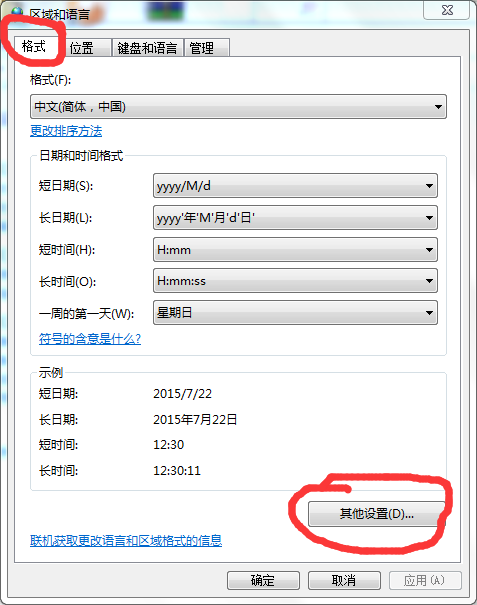 区域和语言
格式 位置 键盘和语言 管理
格式(F):
中文(简体，中国)
更改排序方法
日期和时间格式
短日期(S): yyyy/M/d
长日期(L): yyyy'年'M'月'd'日'
短时间(H): H:mm
长时间(O): H:mm:ss
一周的第一天(W): 星期日
符号的含意是什么?
示例
短日期: 2015/7/22
长日期: 2015年7月22日
短时间: 12:30
长时间: 12:30:11
其他设置(D)...
联机获取更改语言和区域格式的信息
确定 取消 应用(A)